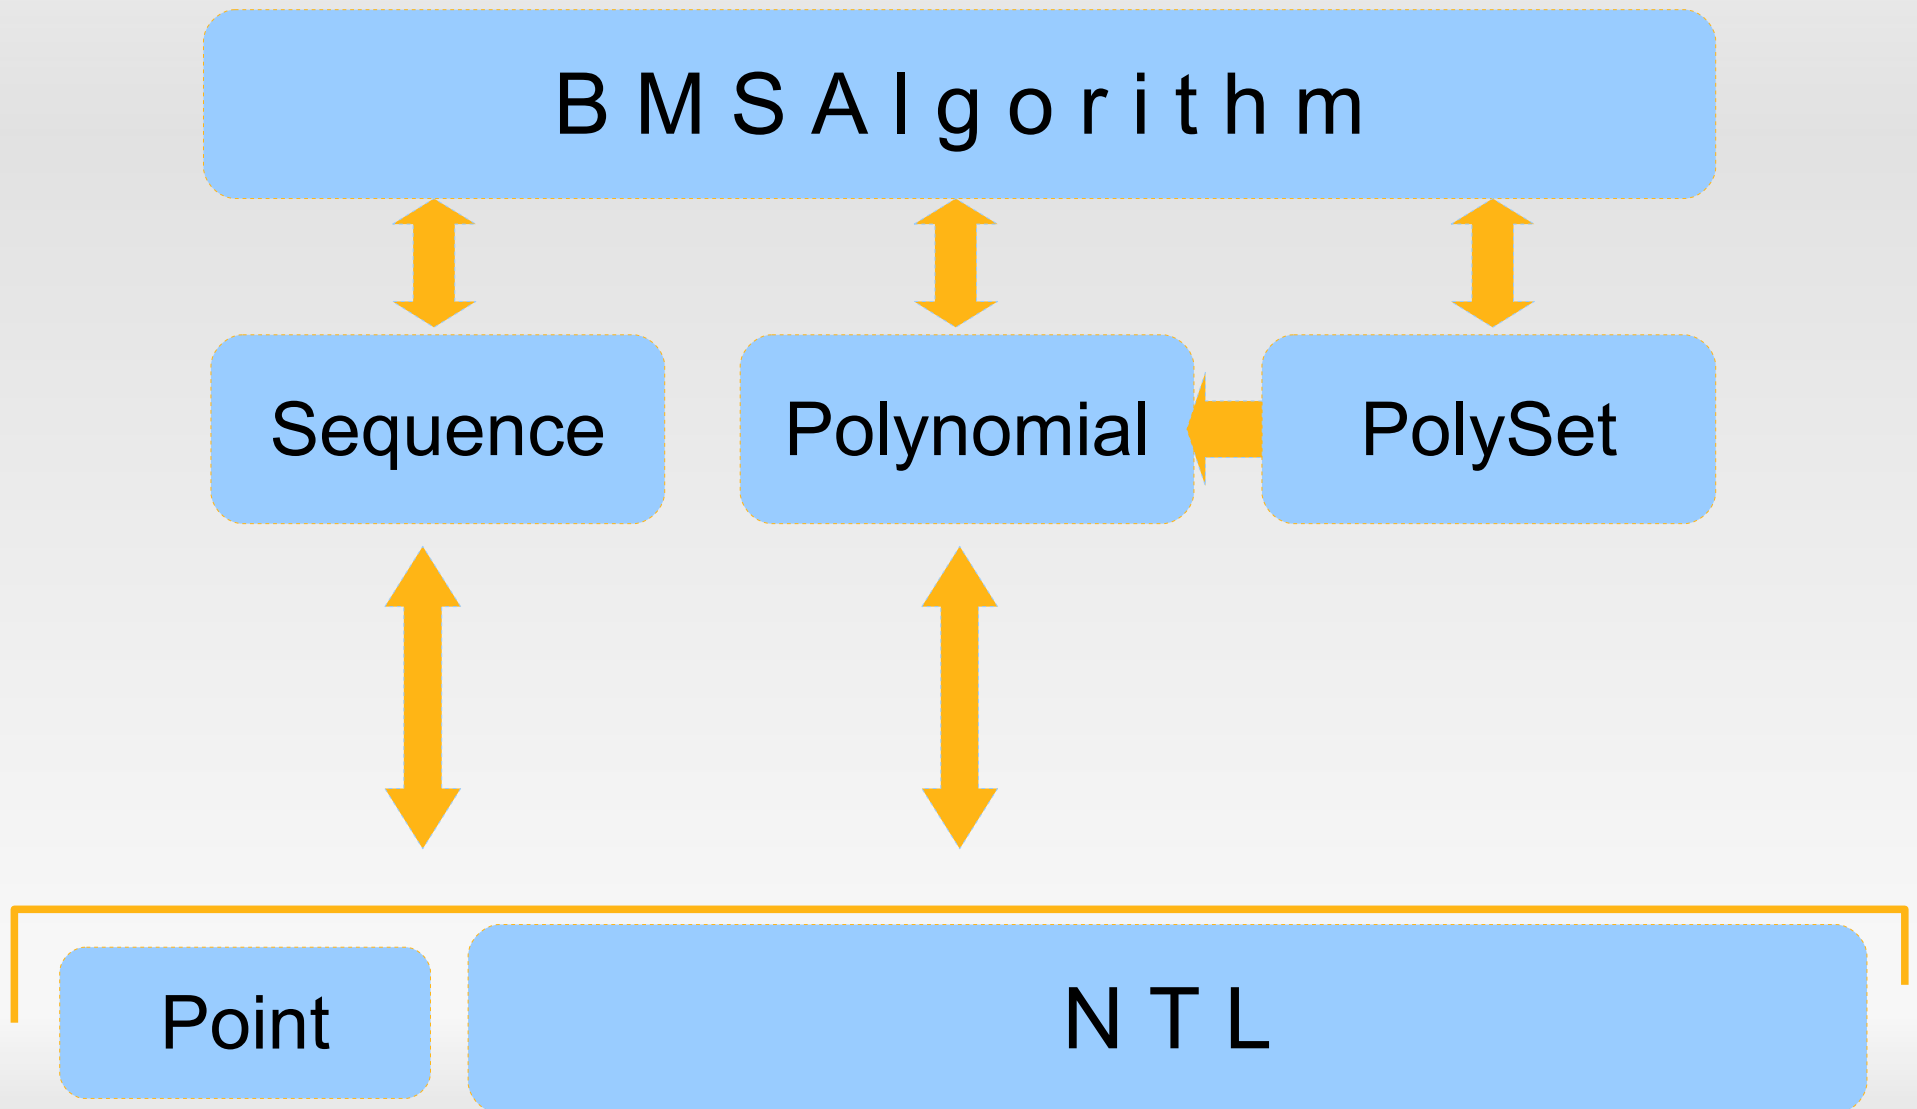 B M S A l g o r i t h m
Sequence
Polynomial
PolySet
Point
N T L